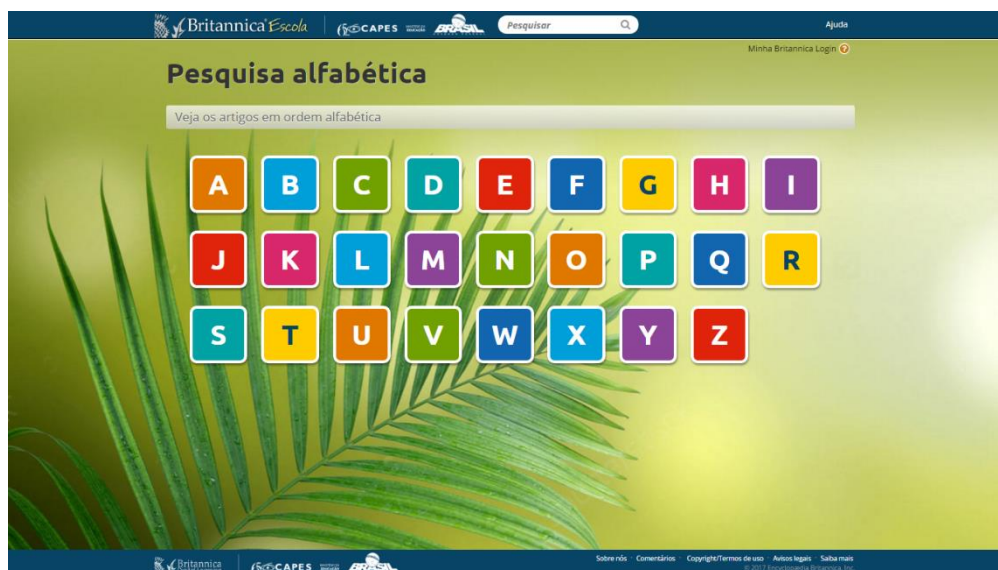 Britannica Escola CAPES BRASIL Pesquisar Ajuda
Minha Britannica Login ?
Pesquisa alfabética
Veja os artigos em ordem alfabética
A B C D E F G H I
J K L M N O P Q R
S T U V W X Y Z
Britannica CAPES BRASIL Sobre nós · Comentários · Copyright/Termos de uso · Avisos legais · Saiba mais
© 2017 Encyclopædia Britannica, Inc.